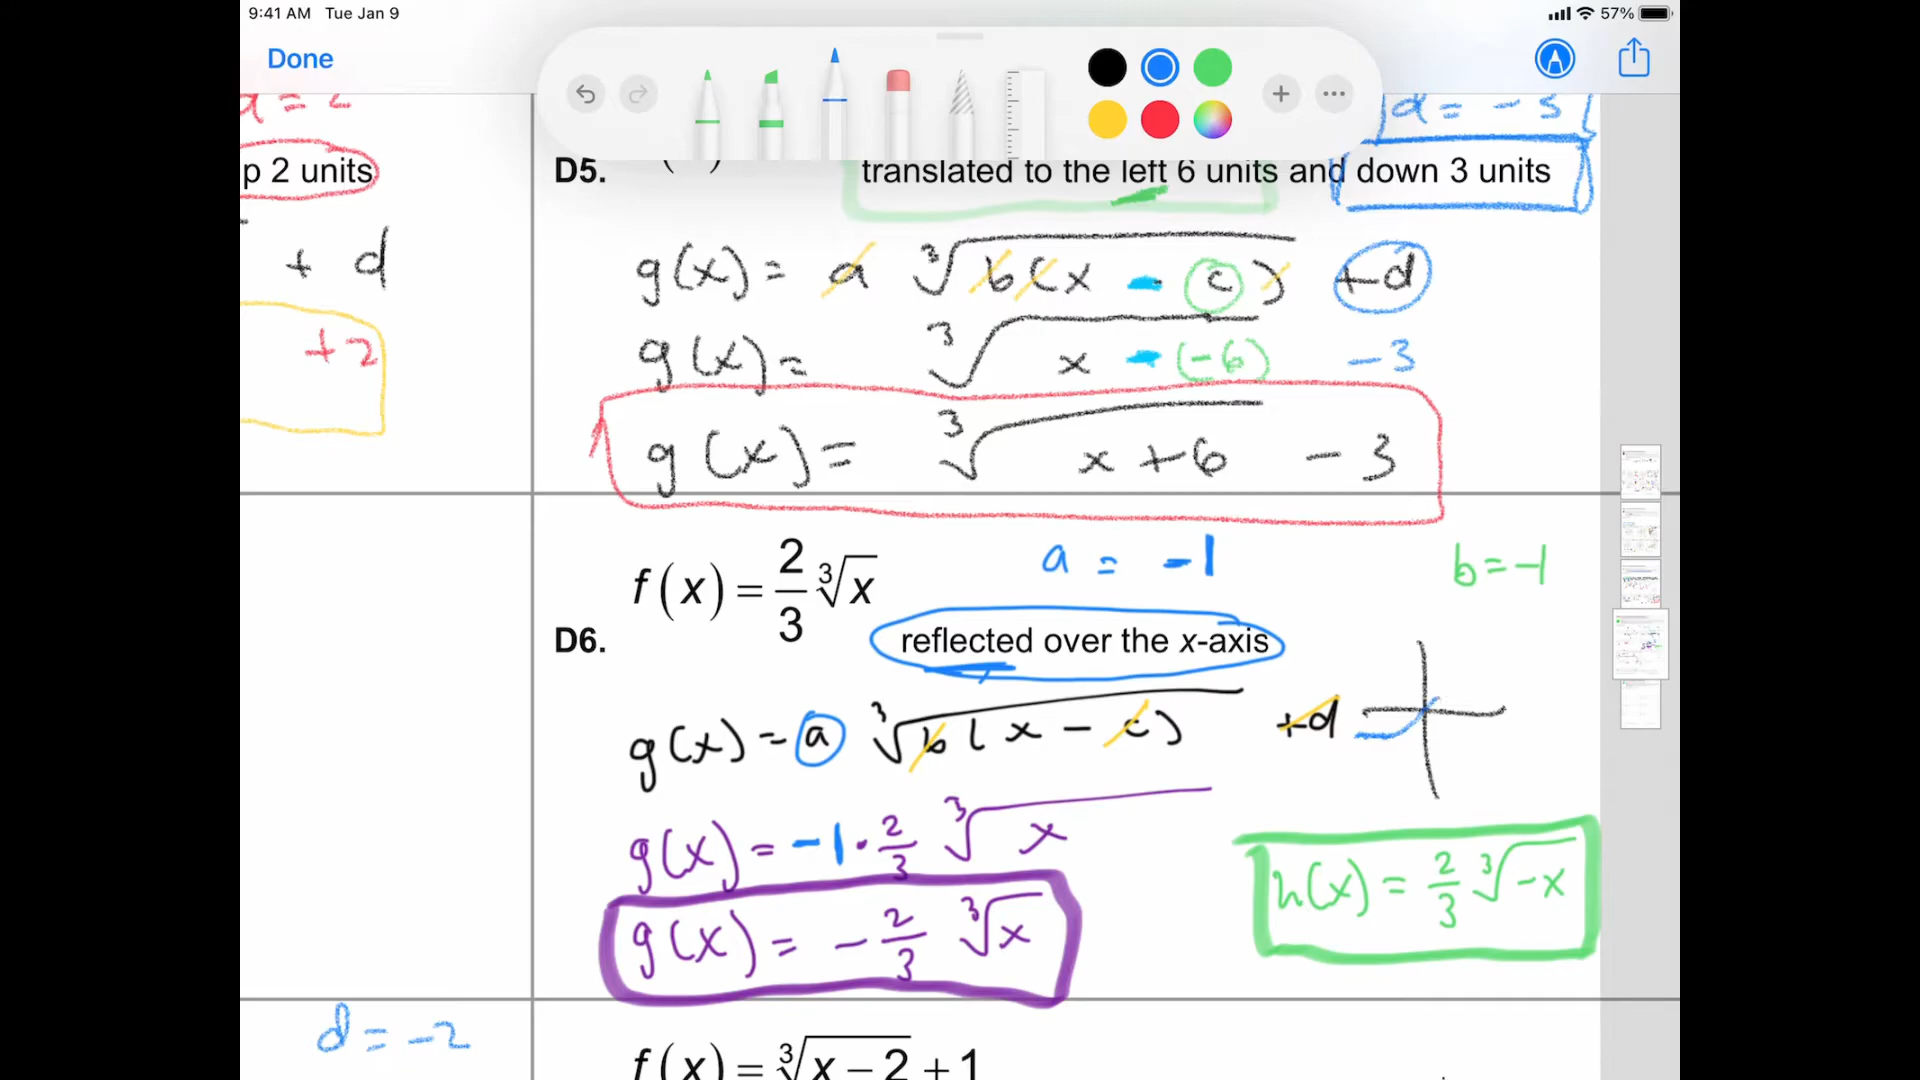 9:41 AM Tue Jan 9
57%
Done
d = 2
d = -3
p 2 units
D5.
translated to the left 6 units and down 3 units
+ d
g(x) = a ∛b(x - c) + d
+2
g(x) = ∛x - (-6) - 3
g(x) = ∛x + 6 - 3
f(x) = 2/3 ∛x
a = -1
b = -1
D6.
reflected over the x-axis
g(x) = a ∛b(x - c) + d
g(x) = -1 · 2/3 ∛x
h(x) = 2/3 ∛-x
g(x) = - 2/3 ∛x
d = -2
f(x) = ∛x - 2 + 1